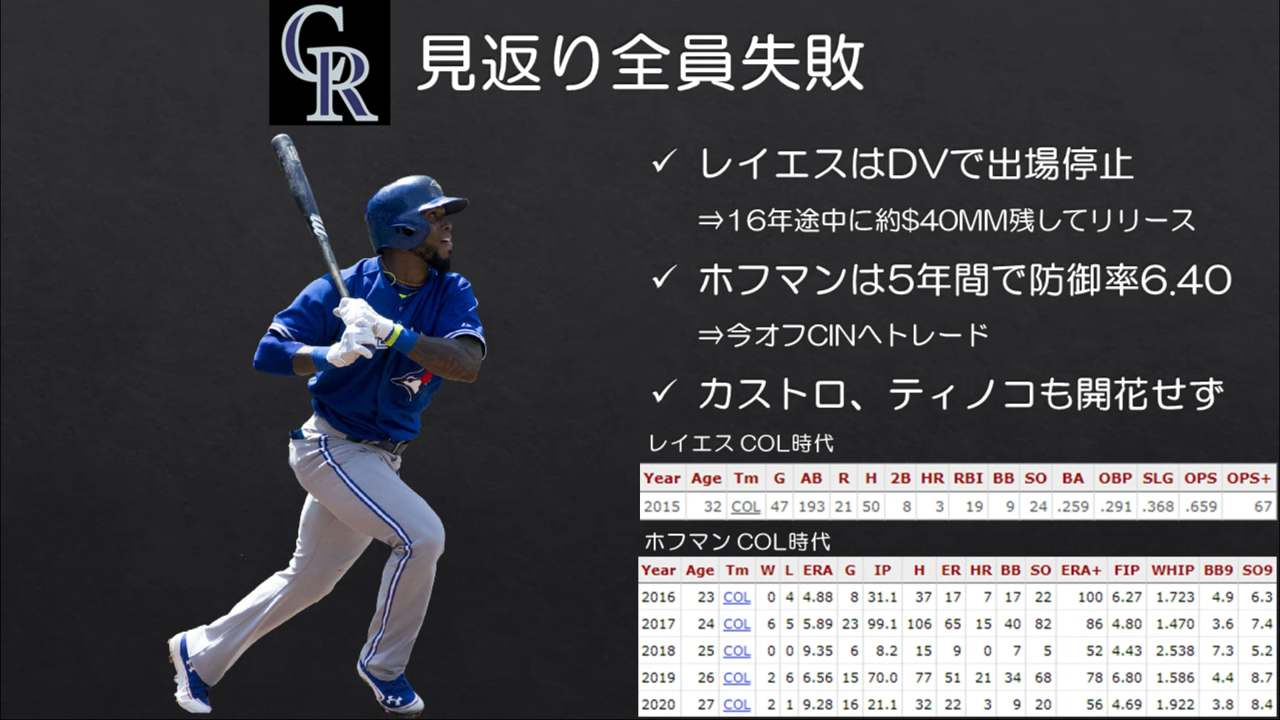 CR 見返り全員失敗
✓ レイエスはDVで出場停止
⇒16年途中に約$40MM残してリリース
✓ ホフマンは5年間で防御率6.40
⇒今オフCINへトレード
✓ カストロ、ティノコも開花せず
レイエス COL時代
Year Age Tm G AB R H 2B HR RBI BB SO BA OBP SLG OPS OPS+
2015 32 COL 47 193 21 50 8 3 19 9 24 .259 .291 .368 .659 67
ホフマン COL時代
Year Age Tm W L ERA G IP H ER HR BB SO ERA+ FIP WHIP BB9 SO9
2016 23 COL 0 4 4.88 8 31.1 37 17 7 17 22 100 6.27 1.723 4.9 6.3
2017 24 COL 6 5 5.89 23 99.1 106 65 15 40 82 86 4.80 1.470 3.6 7.4
2018 25 COL 0 0 9.35 6 8.2 15 9 0 7 5 52 4.43 2.538 7.3 5.2
2019 26 COL 2 6 6.56 15 70.0 77 51 21 34 68 78 6.80 1.586 4.4 8.7
2020 27 COL 2 1 9.28 16 21.1 32 22 3 9 20 56 4.69 1.922 3.8 8.4